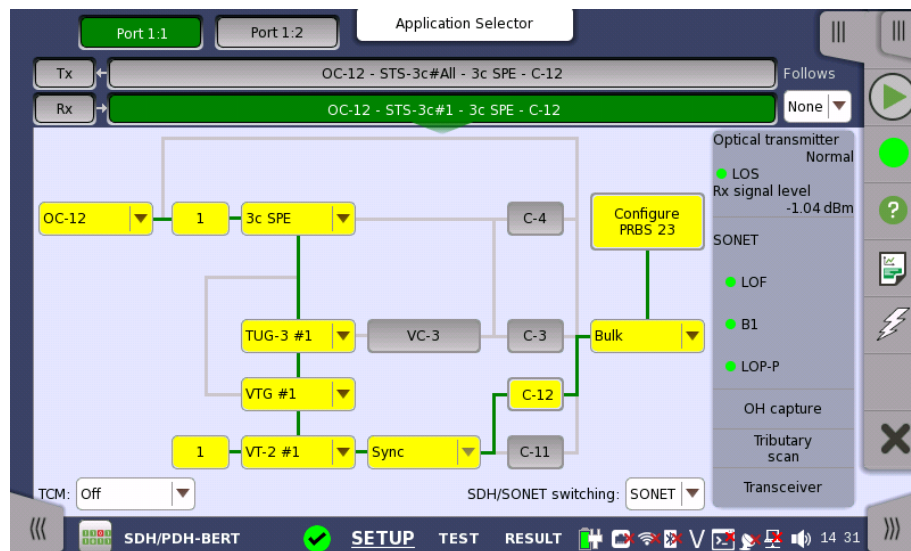 Port 1:1
Port 1:2
Application Selector
Tx
OC-12 - STS-3c#All - 3c SPE - C-12
Follows
Rx
OC-12 - STS-3c#1 - 3c SPE - C-12
None
Optical transmitter
Normal
LOS
Rx signal level
-1.04 dBm
OC-12
1
3c SPE
C-4
Configure
PRBS 23
SONET
LOF
TUG-3 #1
VC-3
C-3
Bulk
B1
LOP-P
VTG #1
C-12
OH capture
1
VT-2 #1
Sync
C-11
Tributary
scan
TCM:
Off
SDH/SONET switching:
SONET
Transceiver
SDH/PDH-BERT
SETUP
TEST
RESULT
14 31